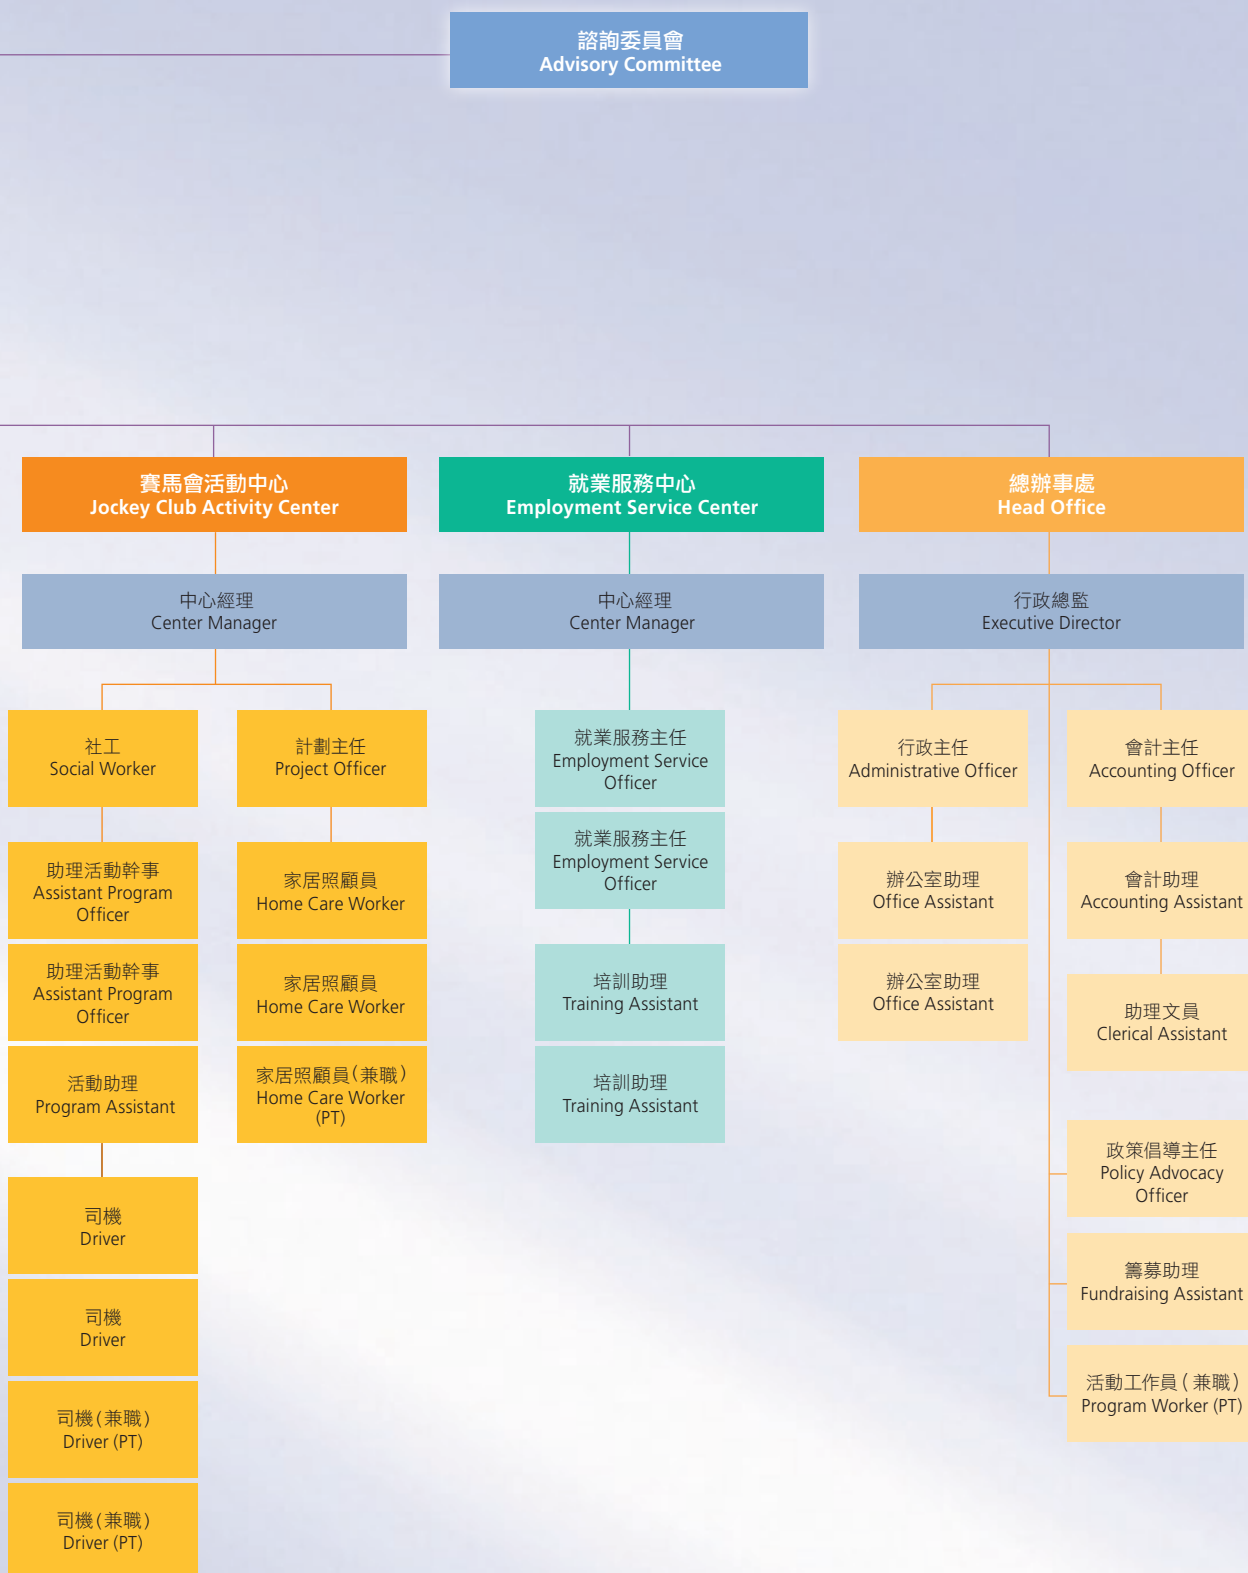 諮詢委員會
Advisory Committee
賽馬會活動中心
Jockey Club Activity Center
就業服務中心
Employment Service Center
總辦事處
Head Office
中心經理
Center Manager
中心經理
Center Manager
行政總監
Executive Director
社工
Social Worker
計劃主任
Project Officer
就業服務主任
Employment Service
Officer
行政主任
Administrative Officer
會計主任
Accounting Officer
就業服務主任
Employment Service
Officer
助理活動幹事
Assistant Program
Officer
家居照顧員
Home Care Worker
辦公室助理
Office Assistant
會計助理
Accounting Assistant
助理活動幹事
Assistant Program
Officer
家居照顧員
Home Care Worker
培訓助理
Training Assistant
辦公室助理
Office Assistant
助理文員
Clerical Assistant
活動助理
Program Assistant
家居照顧員(兼職)
Home Care Worker
(PT)
培訓助理
Training Assistant
政策倡導主任
Policy Advocacy
Officer
司機
Driver
籌募助理
Fundraising Assistant
司機
Driver
活動工作員(兼職)
Program Worker (PT)
司機(兼職)
Driver (PT)
司機(兼職)
Driver (PT)